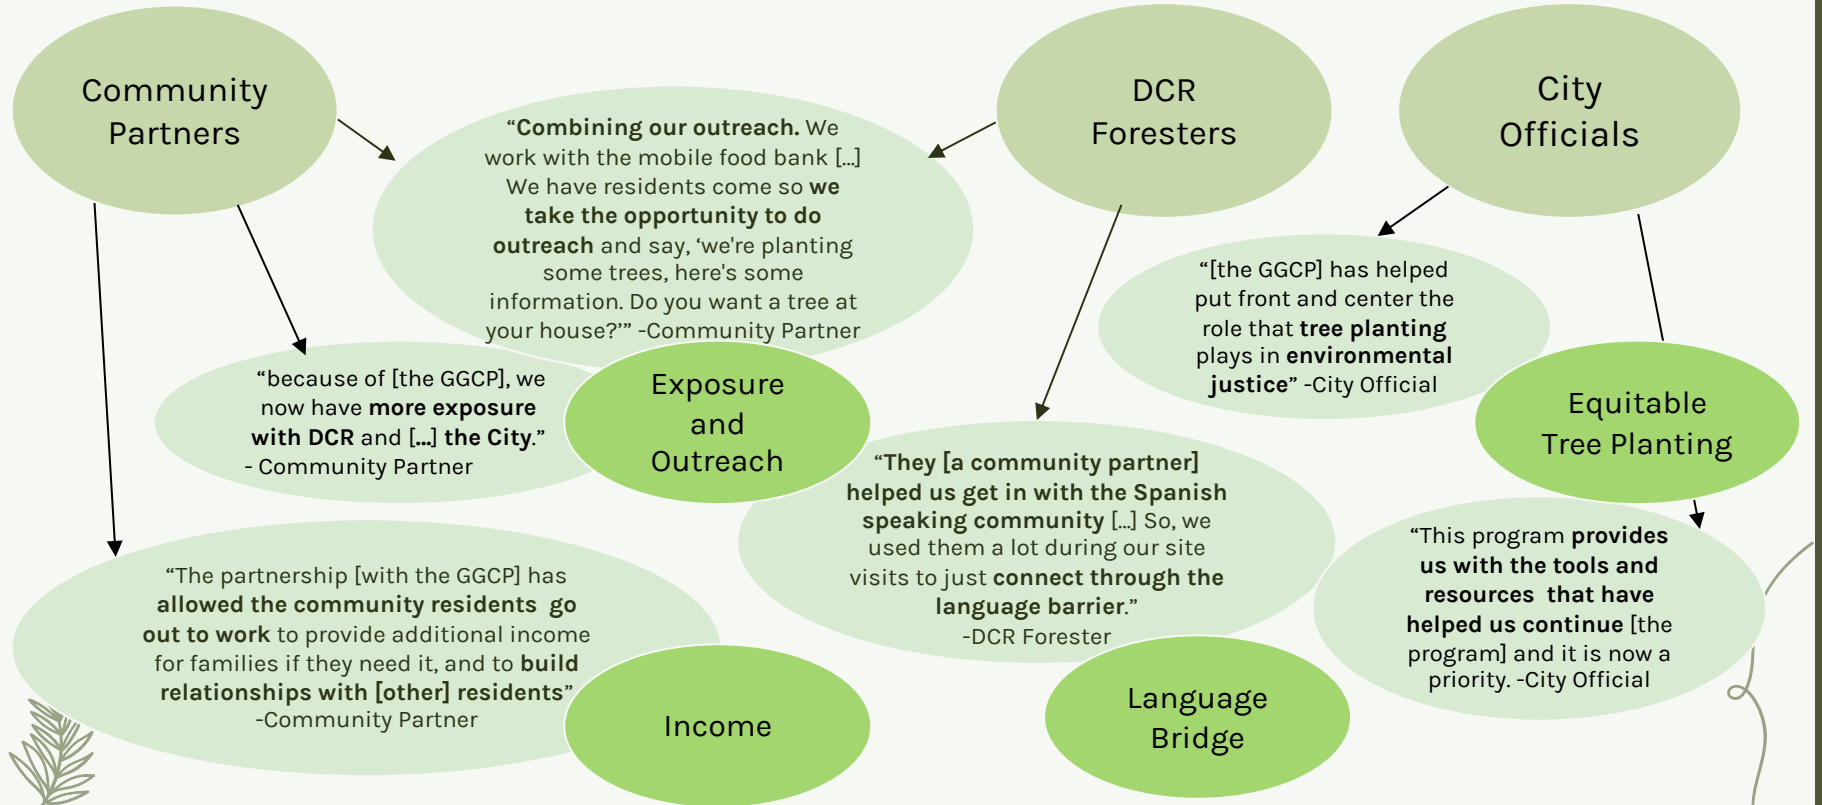 Community
Partners
DCR
Foresters
City
Officials
“Combining our outreach. We
work with the mobile food bank [...]
We have residents come so we
take the opportunity to do
outreach and say, ‘we're planting
some trees, here's some
information. Do you want a tree at
your house?’” -Community Partner
“[the GGCP] has helped
put front and center the
role that tree planting
plays in environmental
justice” -City Official
“because of [the GGCP], we
now have more exposure
with DCR and [...] the City.”
- Community Partner
Exposure
and
Outreach
Equitable
Tree Planting
“They [a community partner]
helped us get in with the Spanish
speaking community [...] So, we
used them a lot during our site
visits to just connect through the
language barrier.”
-DCR Forester
“This program provides
us with the tools and
resources that have
helped us continue [the
program] and it is now a
priority. -City Official
“The partnership [with the GGCP] has
allowed the community residents go
out to work to provide additional income
for families if they need it, and to build
relationships with [other] residents”
-Community Partner
Income
Language
Bridge